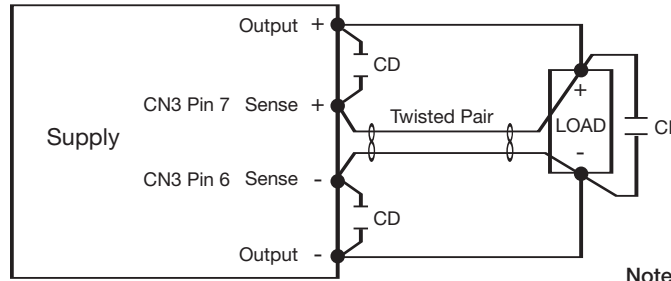 Output +
CD
CN3 Pin 7 Sense +
Twisted Pair
+
LOAD
-
Supply
CN3 Pin 6 Sense -
CD
Output -
Note